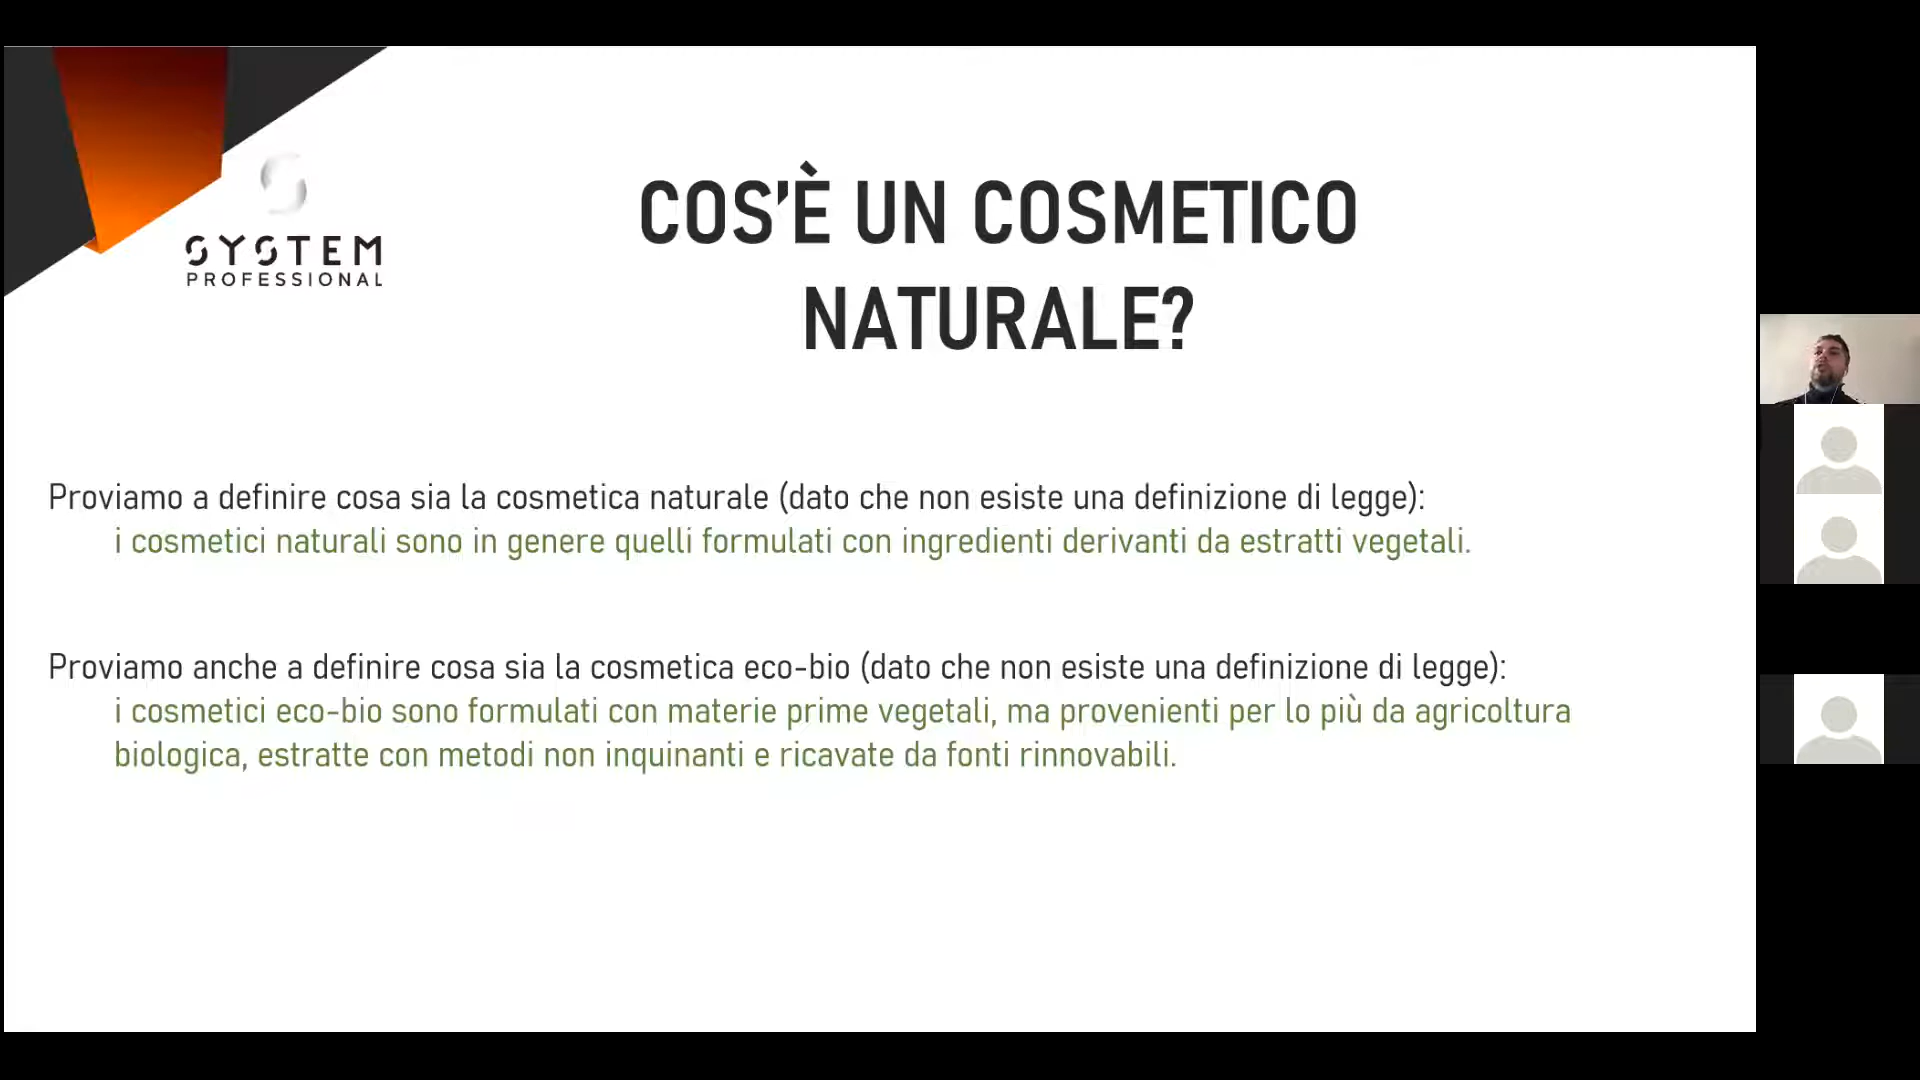 SYSTEM
PROFESSIONAL
COS'È UN COSMETICO
NATURALE?
Proviamo a definire cosa sia la cosmetica naturale (dato che non esiste una definizione di legge):
i cosmetici naturali sono in genere quelli formulati con ingredienti derivanti da estratti vegetali.
Proviamo anche a definire cosa sia la cosmetica eco-bio (dato che non esiste una definizione di legge):
i cosmetici eco-bio sono formulati con materie prime vegetali, ma provenienti per lo più da agricoltura
biologica, estratte con metodi non inquinanti e ricavate da fonti rinnovabili.